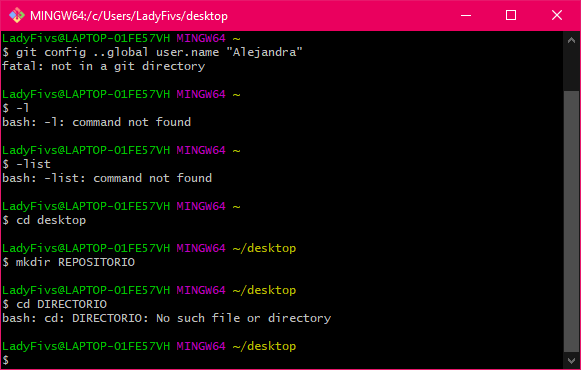 MINGW64:/c/Users/LadyFivs/desktop
LadyFivs@LAPTOP-01FE57VH MINGW64 ~
$ git config ..global user.name "Alejandra"
fatal: not in a git directory
LadyFivs@LAPTOP-01FE57VH MINGW64 ~
$ -l
bash: -l: command not found
LadyFivs@LAPTOP-01FE57VH MINGW64 ~
$ -list
bash: -list: command not found
LadyFivs@LAPTOP-01FE57VH MINGW64 ~
$ cd desktop
LadyFivs@LAPTOP-01FE57VH MINGW64 ~/desktop
$ mkdir REPOSITORIO
LadyFivs@LAPTOP-01FE57VH MINGW64 ~/desktop
$ cd DIRECTORIO
bash: cd: DIRECTORIO: No such file or directory
LadyFivs@LAPTOP-01FE57VH MINGW64 ~/desktop
$